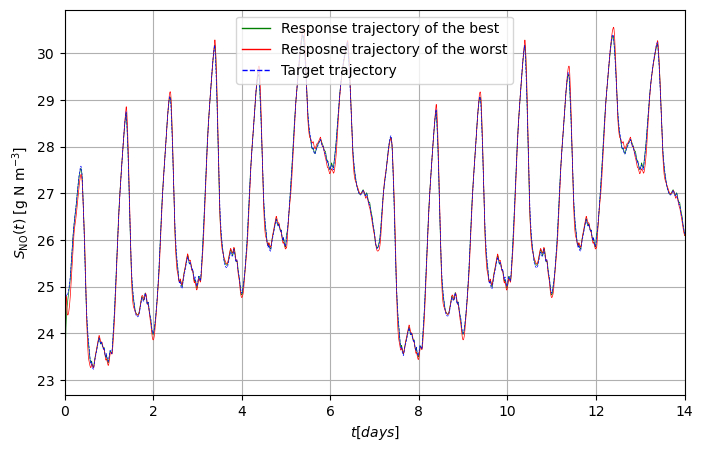 Response trajectory of the best
Resposne trajectory of the worst
Target trajectory
30
29
28
27
26
25
24
23
s_NO(t) [g N m^−3]
0 2 4 6 8 10 12 14
t[days]